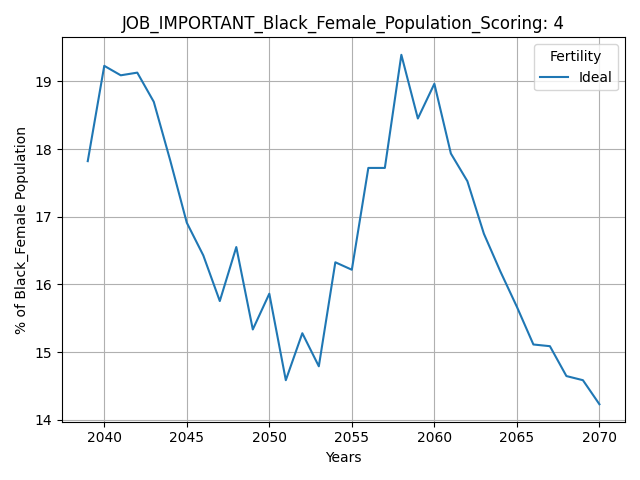 JOB_IMPORTANT_Black_Female_Population_Scoring: 4
Fertility
Ideal
19
18
17
16
15
14
% of Black_Female Population
2040 2045 2050 2055 2060 2065 2070
Years